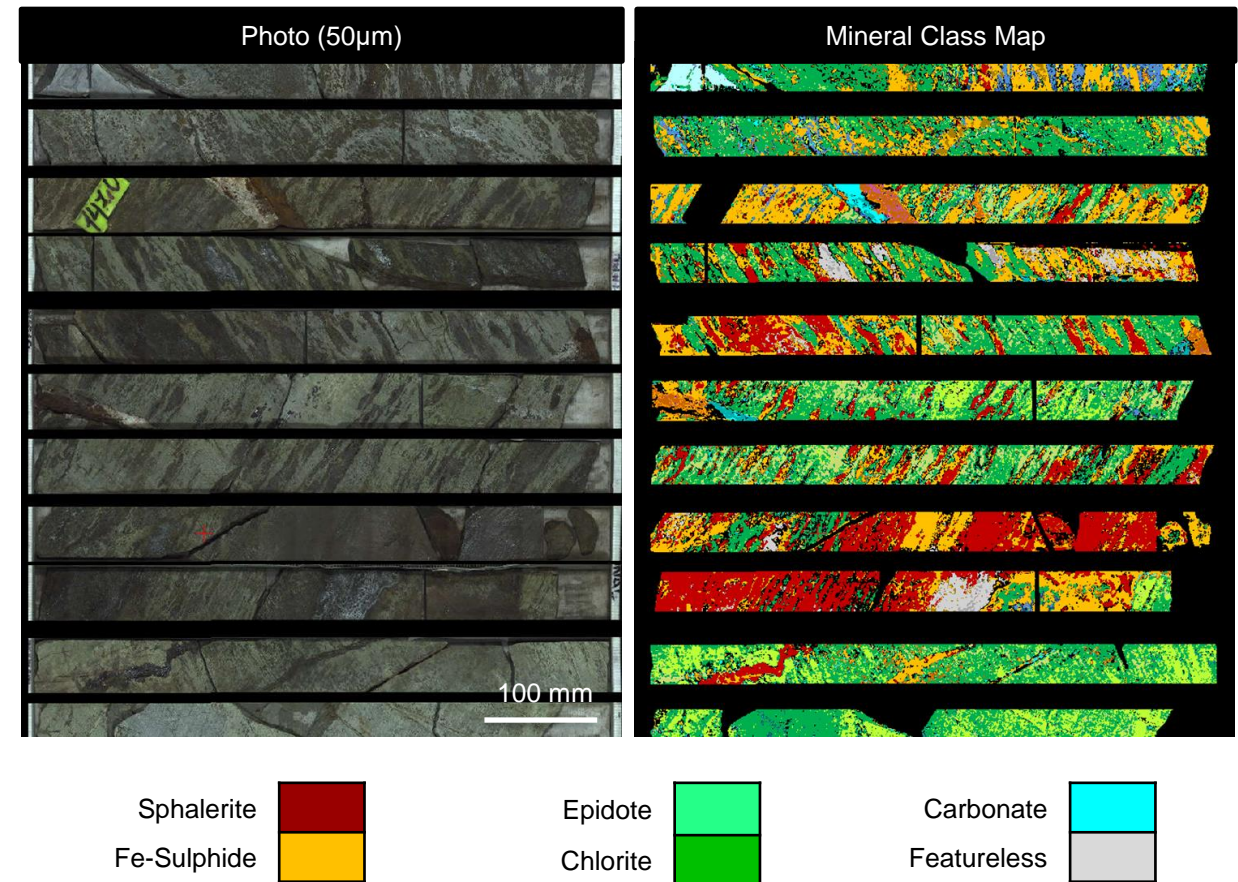 Photo (50µm)
Mineral Class Map
100 mm
Sphalerite
Epidote
Carbonate
Fe-Sulphide
Chlorite
Featureless